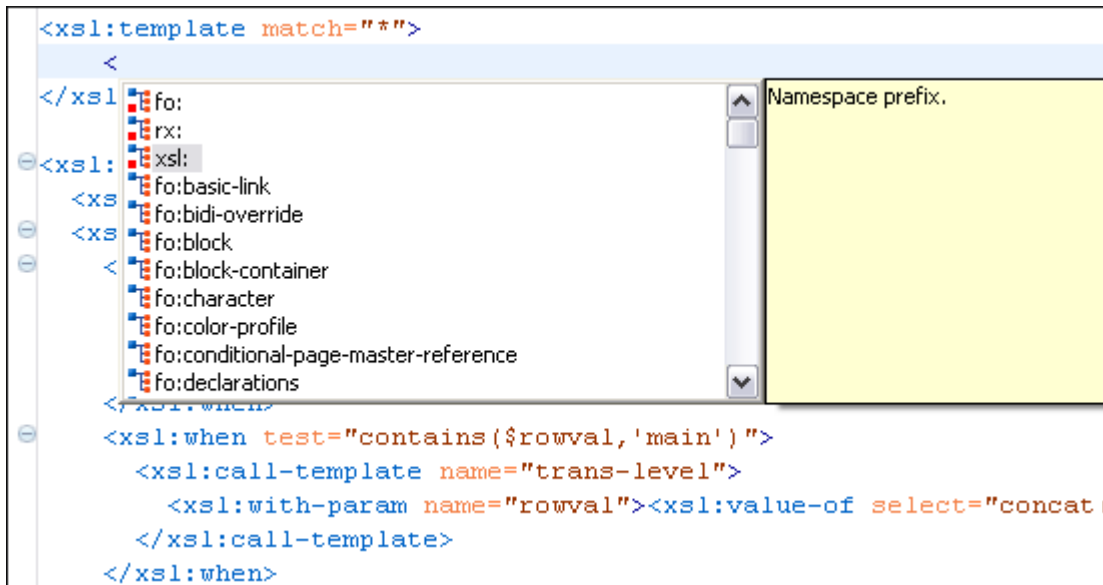 <xsl:template match="*">
<
</xsl
fo:
Namespace prefix.
rx:
xsl:
<xsl:
fo:basic-link
<xs
fo:bidi-override
<xs
fo:block
<
fo:block-container
fo:character
fo:color-profile
fo:conditional-page-master-reference
fo:declarations
</xsl:when>
<xsl:when test="contains($rowval,'main')">
<xsl:call-template name="trans-level">
<xsl:with-param name="rowval"><xsl:value-of select="concat
</xsl:call-template>
</xsl:when>